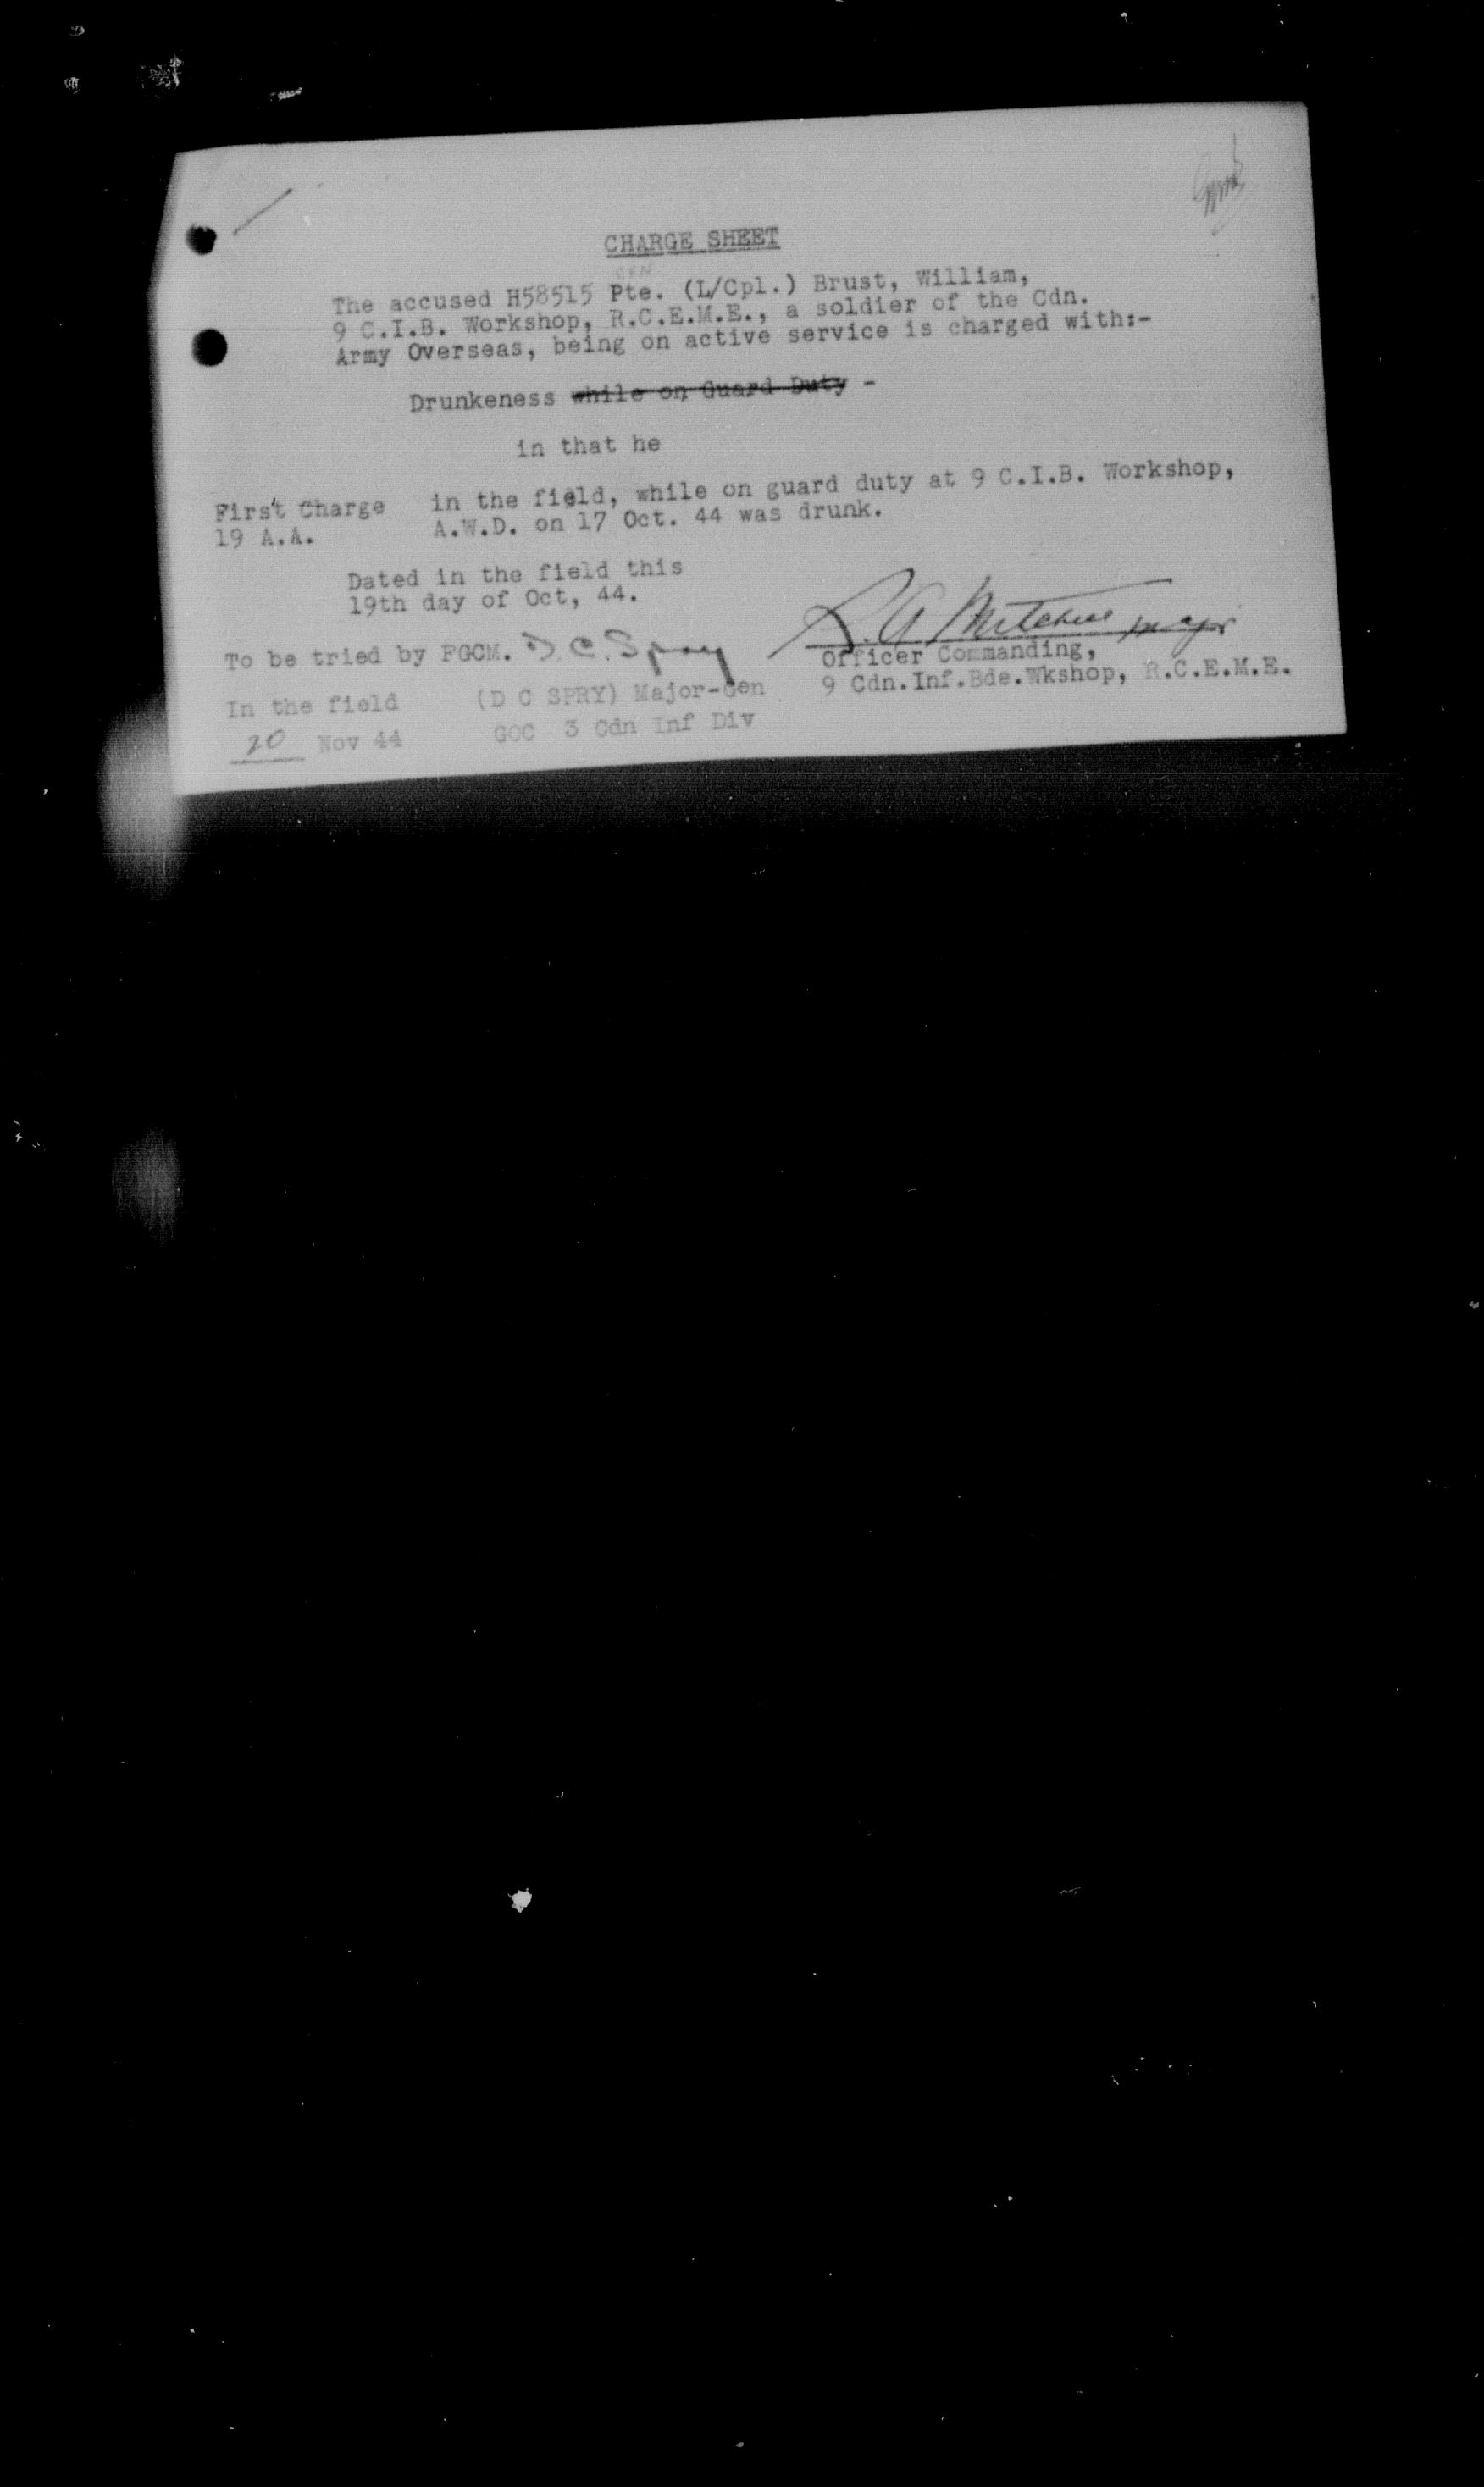 CHARGE SHEET
CFN
The accused H58515 Pte. (L/Cpl.) Brust, William,
9 C.I.B. Workshop, R.C.E.M.E., a soldier of the Cdn.
Army Overseas, being on active service is charged with:-
Drunkeness while on Guard Duty -
in that he
First Charge in the field, while on guard duty at 9 C.I.B. Workshop,
19 A.A. A.W.D. on 17 Oct. 44 was drunk.
Dated in the field this
19th day of Oct, 44.
Mitchell Major
To be tried by FGCM. D.C. Spry
Officer Commanding,
9 Cdn.Inf.Bde.Wkshop, R.C.E.M.E.
In the field (D C SPRY) Major-Gen
20 Nov 44 GOC 3 Cdn Inf Div